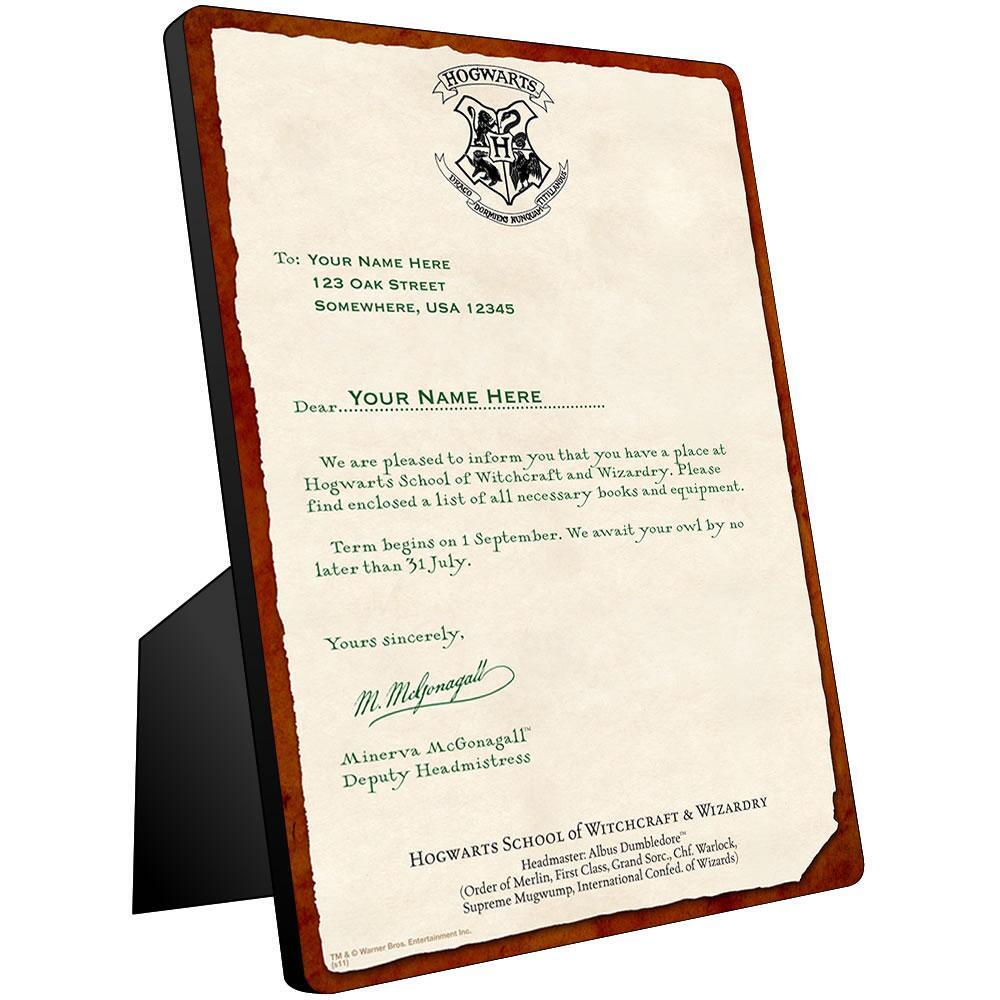 HOGWARTS
H
DRACO DORMIENS NUNQUAM TITILLANDUS
To: YOUR NAME HERE
123 OAK STREET
SOMEWHERE, USA 12345
Dear....YOUR NAME HERE....
We are pleased to inform you that you have a place at
Hogwarts School of Witchcraft and Wizardry. Please
find enclosed a list of all necessary books and equipment.
Term begins on 1 September. We await your owl by no
later than 31 July.
Yours sincerely,
M. McGonagall
Minerva McGonagall™
Deputy Headmistress
HOGWARTS SCHOOL of WITCHCRAFT & WIZARDRY
Headmaster: Albus Dumbledore™
(Order of Merlin, First Class, Grand Sorc., Chf. Warlock,
Supreme Mugwump, International Confed. of Wizards)
TM & © Warner Bros. Entertainment Inc.
(s11)